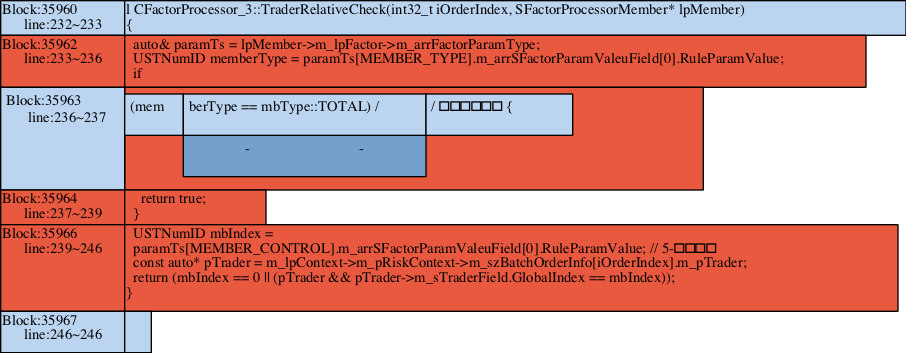 Block:35960
line:232~233
l CFactorProcessor_3::TraderRelativeCheck(int32_t iOrderIndex, SFactorProcessorMember* lpMember)
{
Block:35962
line:233~236
auto& paramTs = lpMember->m_lpFactor->m_arrFactorParamType;
USTNumID memberType = paramTs[MEMBER_TYPE].m_arrSFactorParamValeuField[0].RuleParamValue;
if
Block:35963
line:236~237
(mem berType == mbType::TOTAL) / / □□□□□□ {
- -
Block:35964
line:237~239
return true;
}
Block:35966
line:239~246
USTNumID mbIndex =
paramTs[MEMBER_CONTROL].m_arrSFactorParamValeuField[0].RuleParamValue; // 5-□□□□
const auto* pTrader = m_lpContext->m_pRiskContext->m_szBatchOrderInfo[iOrderIndex].m_pTrader;
return (mbIndex == 0 || (pTrader && pTrader->m_sTraderField.GlobalIndex == mbIndex));
}
Block:35967
line:246~246